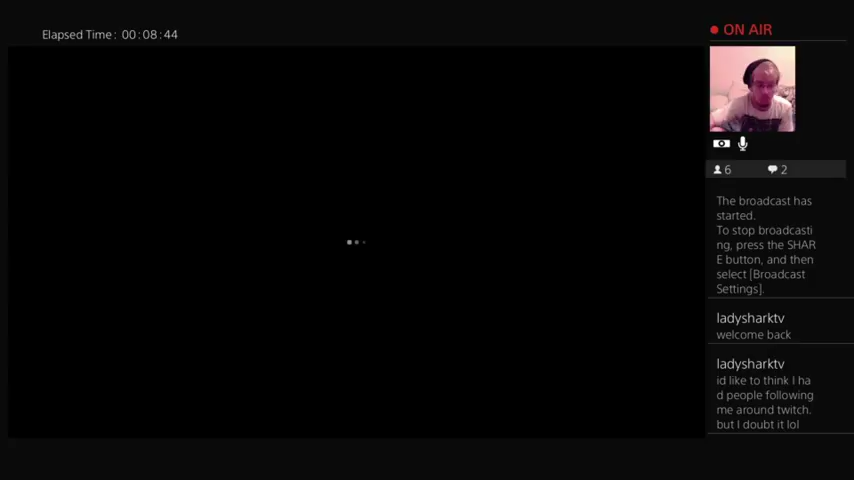 Elapsed Time: 00:08:44
ON AIR
6 2
The broadcast has
started.
To stop broadcasti
ng, press the SHAR
E button, and then
select [Broadcast
Settings].
ladysharktv
welcome back
ladysharktv
id like to think I ha
d people following
me around twitch.
but I doubt it lol